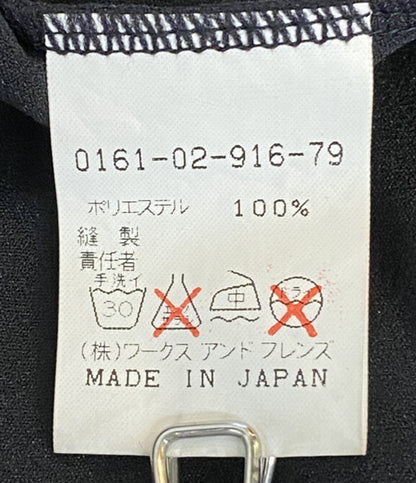 0161-02-916-79
ポリエステル 100%
縫 製
責任者
手洗イ
30 中
(株)ワークス アンド フレンズ
MADE IN JAPAN